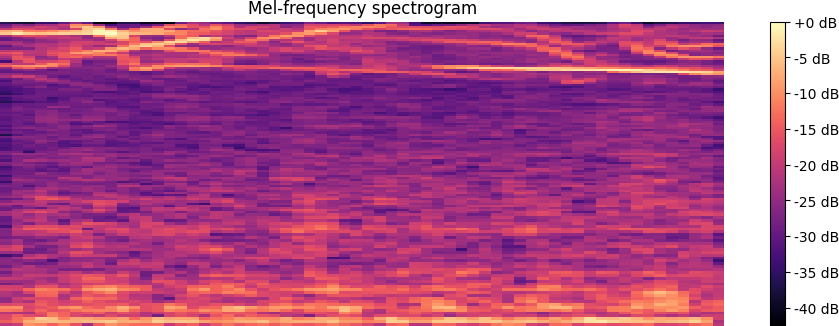 Mel-frequency spectrogram
+0 dB
-5 dB
-10 dB
-15 dB
-20 dB
-25 dB
-30 dB
-35 dB
-40 dB